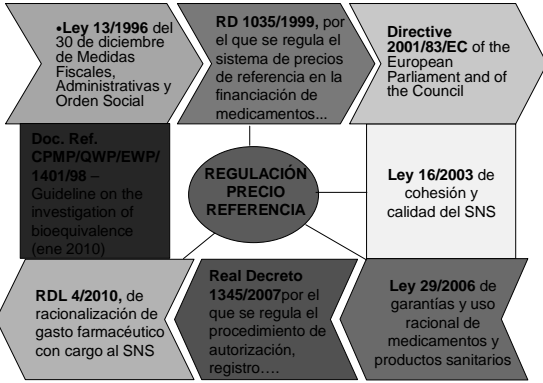 •Ley 13/1996 del
30 de diciembre
de Medidas
Fiscales,
Administrativas y
Orden Social
RD 1035/1999, por
el que se regula el
sistema de precios
de referencia en la
financiación de
medicamentos...
Directive
2001/83/EC of the
European
Parliament and of
the Council
Doc. Ref.
CPMP/QWP/EWP/
1401/98 –
Guideline on the
investigation of
bioequivalence
(ene 2010)
REGULACIÓN
PRECIO
REFERENCIA
Ley 16/2003 de
cohesión y
calidad del SNS
RDL 4/2010, de
racionalización de
gasto farmacéutico
con cargo al SNS
Real Decreto
1345/2007por el
que se regula el
procedimiento de
autorización,
registro….
Ley 29/2006 de
garantías y uso
racional de
medicamentos y
productos sanitarios